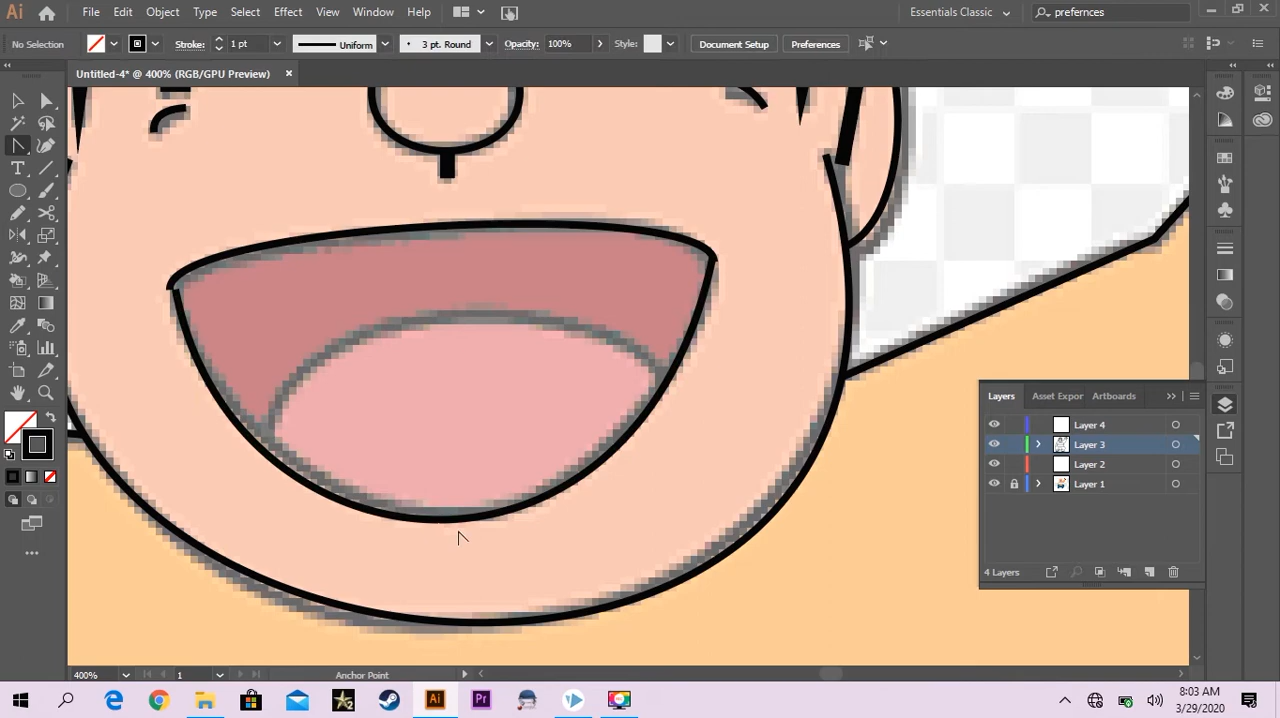 Ai File Edit Object Type Select Effect View Window Help Essentials Classic prefernces
No Selection Stroke: 1 pt Uniform 3 pt. Round Opacity: 100% Style: Document Setup Preferences
Untitled-4* @ 400% (RGB/GPU Preview)
Layers Asset Expor Artboards
Layer 4
Layer 3
Layer 2
Layer 1
4 Layers
400% 1 Anchor Point
Ai Pr
8:03 AM
3/29/2020